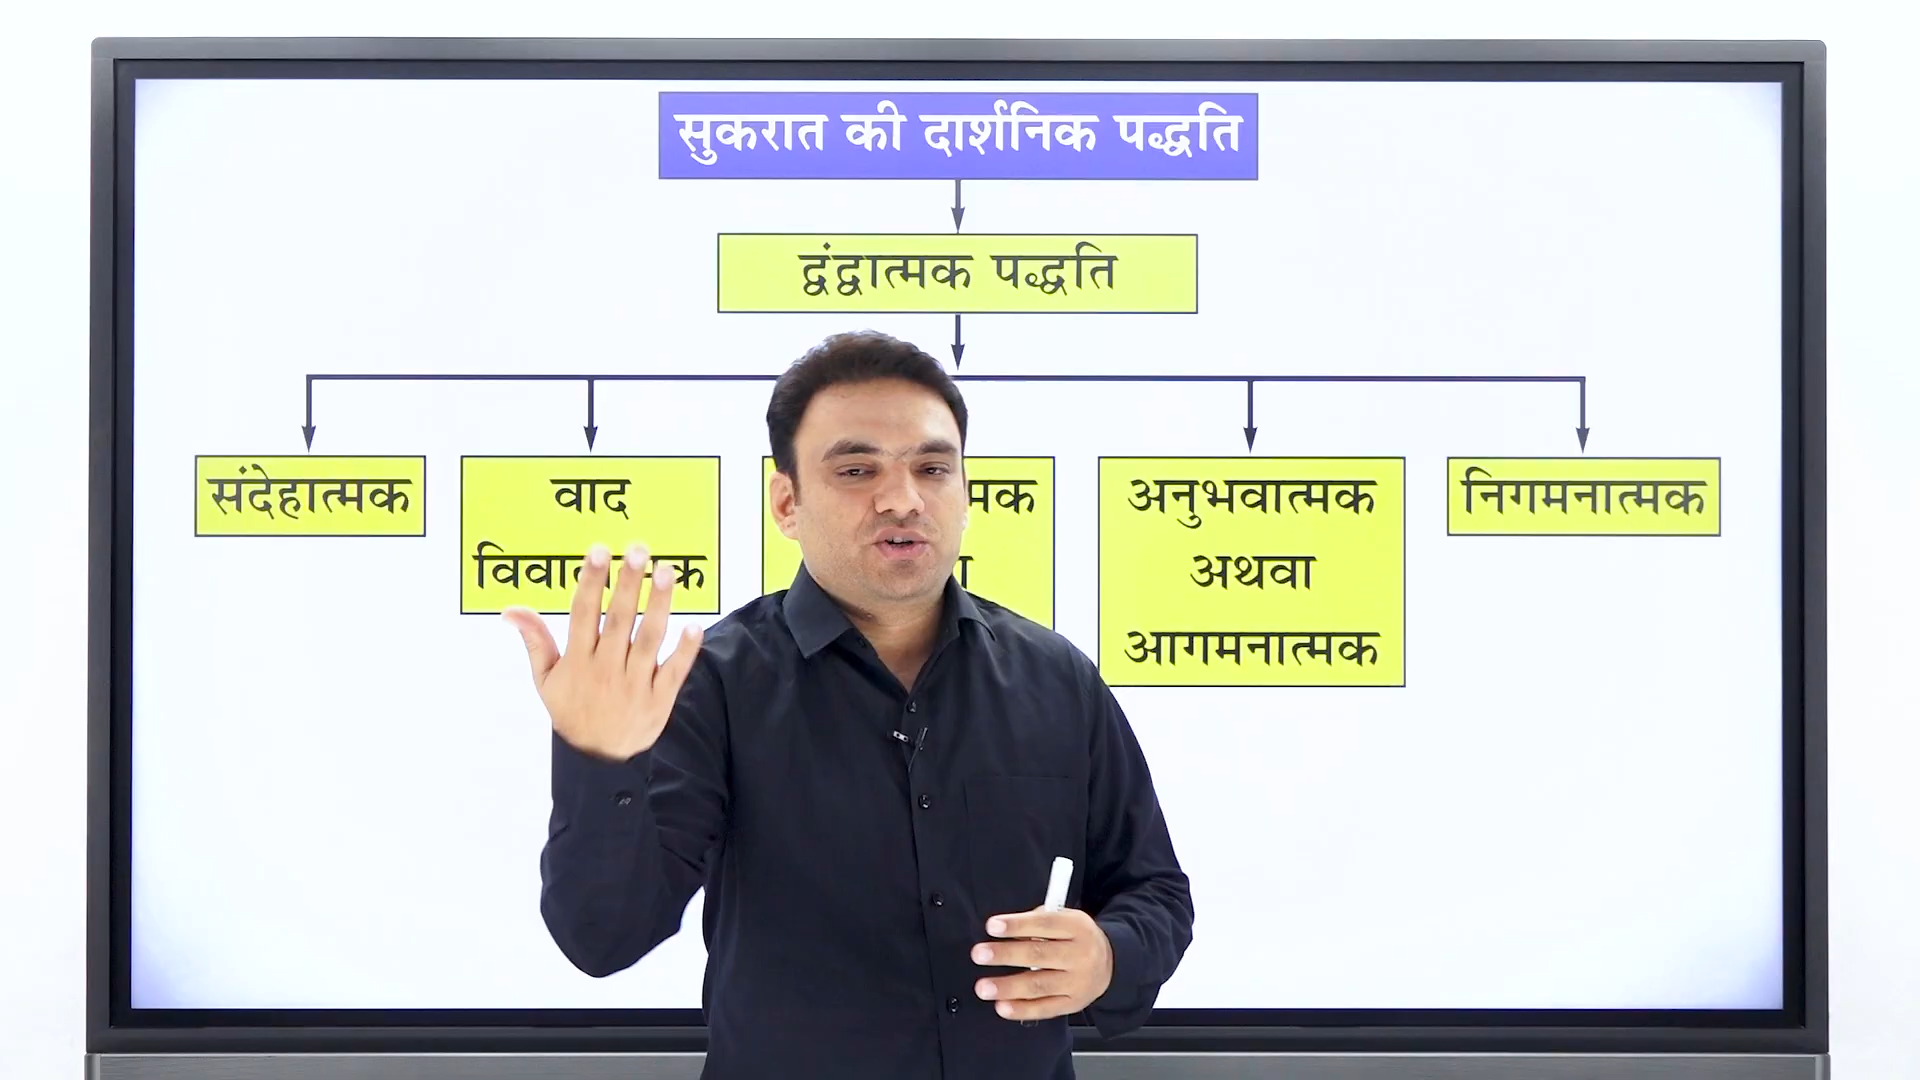 सुकरात की दार्शनिक पद्धति
द्वंद्वात्मक पद्धति
संदेहात्मक
वाद
अनुभवात्मक
अथवा
आगमनात्मक
निगमनात्मक